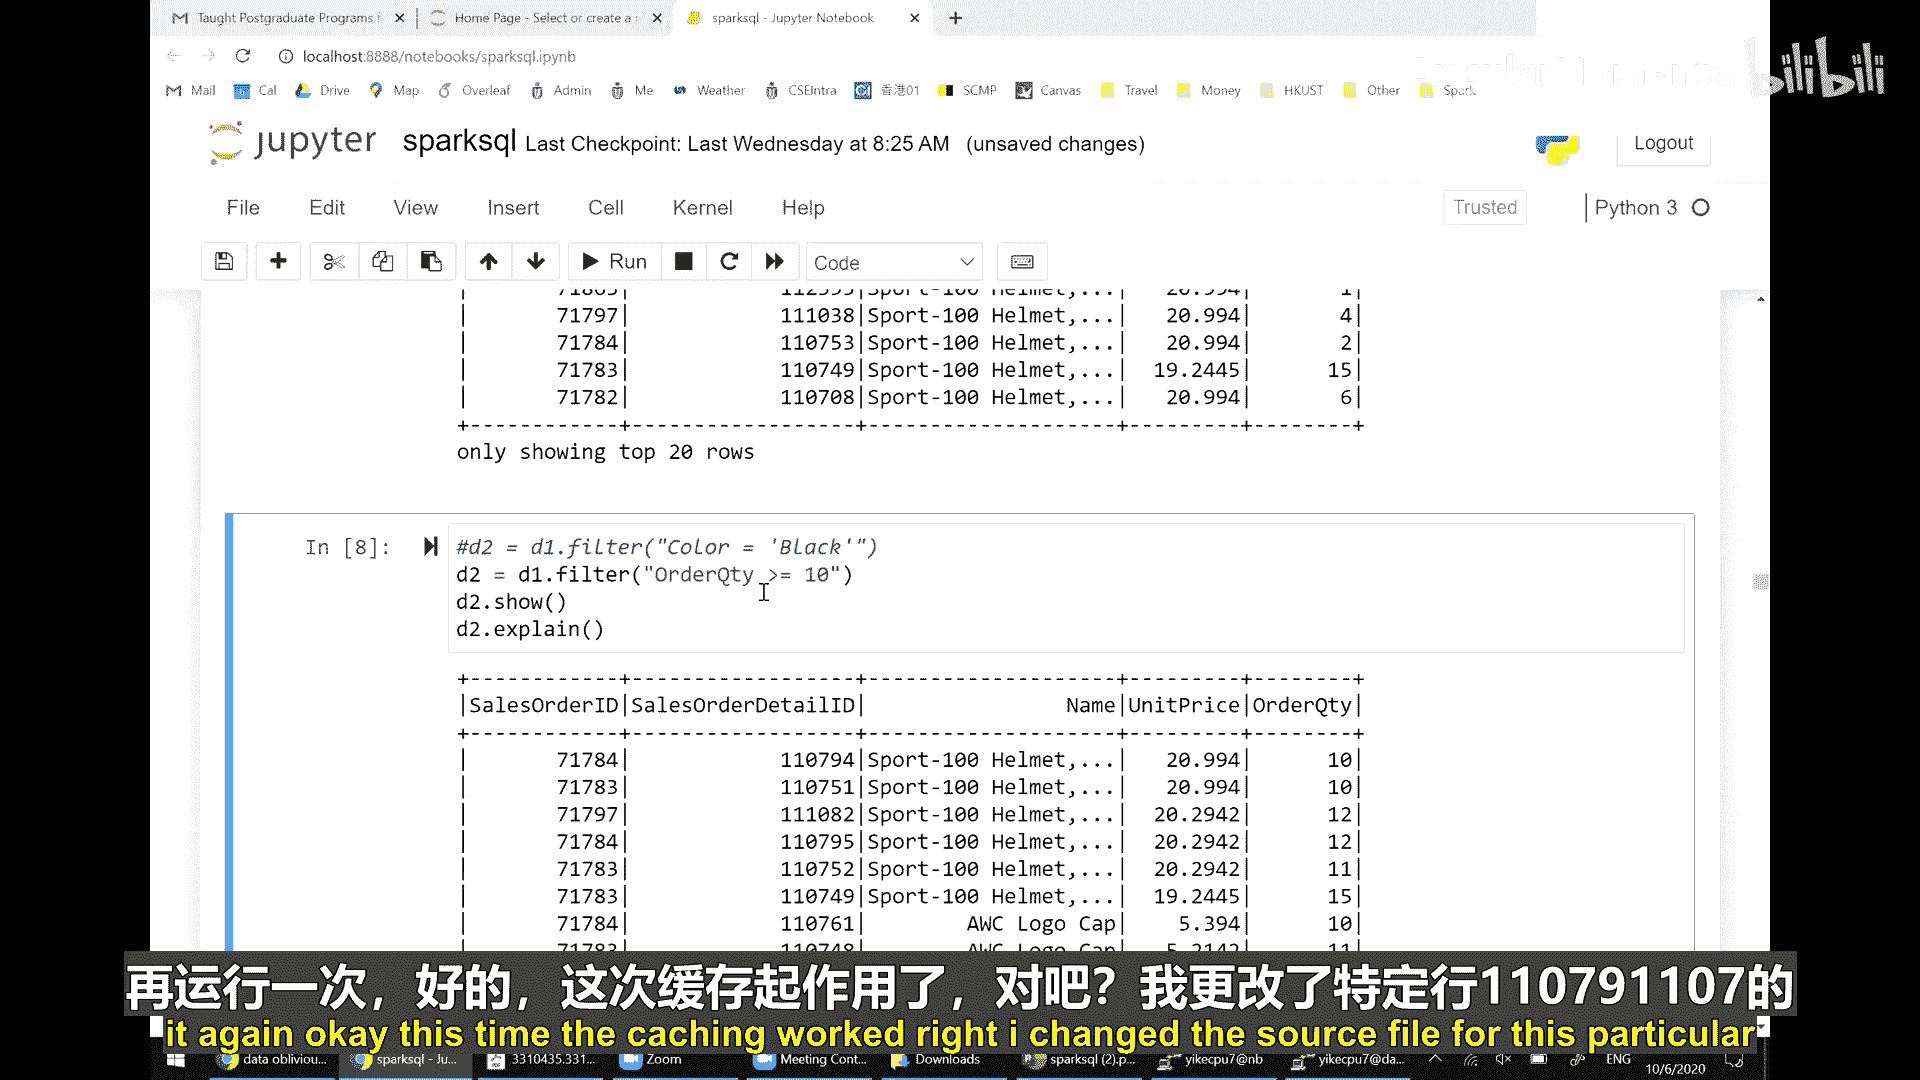 Taught Postgraduate Programs f
Home Page - Select or create a n
sparksql - Jupyter Notebook
localhost:8888/notebooks/sparksql.ipynb
Mail Cal Drive Map Overleaf Admin Me Weather CSEIntra 香港01 SCMP Canvas Travel Money HKUST Other Spark
bilibili
jupyter sparksql Last Checkpoint: Last Wednesday at 8:25 AM (unsaved changes)
Logout
File Edit View Insert Cell Kernel Help
Trusted
Python 3
Run
Code
| 71797| 111038|Sport-100 Helmet,...| 20.994| 4|
| 71784| 110753|Sport-100 Helmet,...| 20.994| 2|
| 71783| 110749|Sport-100 Helmet,...| 19.2445| 15|
| 71782| 110708|Sport-100 Helmet,...| 20.994| 6|
+------------+------------------+--------------------+---------+--------+
only showing top 20 rows
In [8]:
#d2 = d1.filter("Color = 'Black'")
d2 = d1.filter("OrderQty >= 10")
d2.show()
d2.explain()
+------------+------------------+--------------------+---------+--------+
|SalesOrderID|SalesOrderDetailID| Name|UnitPrice|OrderQty|
+------------+------------------+--------------------+---------+--------+
| 71784| 110794|Sport-100 Helmet,...| 20.994| 10|
| 71783| 110751|Sport-100 Helmet,...| 20.994| 10|
| 71797| 111082|Sport-100 Helmet,...| 20.2942| 12|
| 71784| 110795|Sport-100 Helmet,...| 20.2942| 12|
| 71783| 110752|Sport-100 Helmet,...| 20.2942| 11|
| 71783| 110749|Sport-100 Helmet,...| 19.2445| 15|
| 71784| 110761| AWC Logo Cap| 5.394| 10|
再运行一次，好的，这次缓存起作用了，对吧？我更改了特定行110791107的
it again okay this time the caching worked right i changed the source file for this particular
data obliviou... sparksql - Ju... 3310435.331... Zoom Meeting Cont... Downloads sparksql (2).p... yikecpu7@nb yikecpu7@da... ENG
10/6/2020